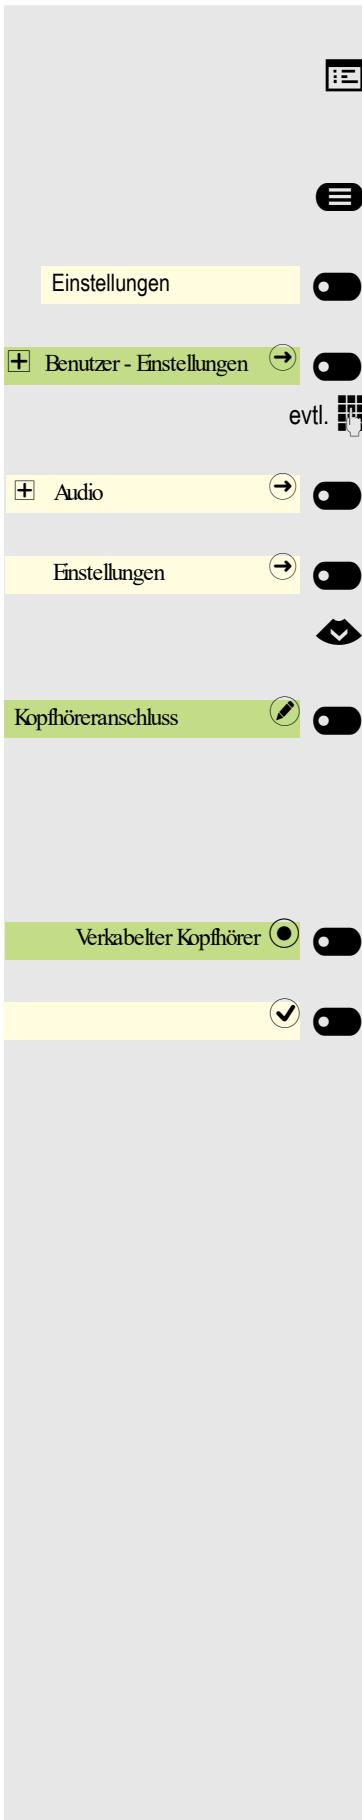 Einstellungen
Benutzer - Einstellungen
evtl.
Audio
Einstellungen
Kopfhöreranschluss
Verkabelter Kopfhörer